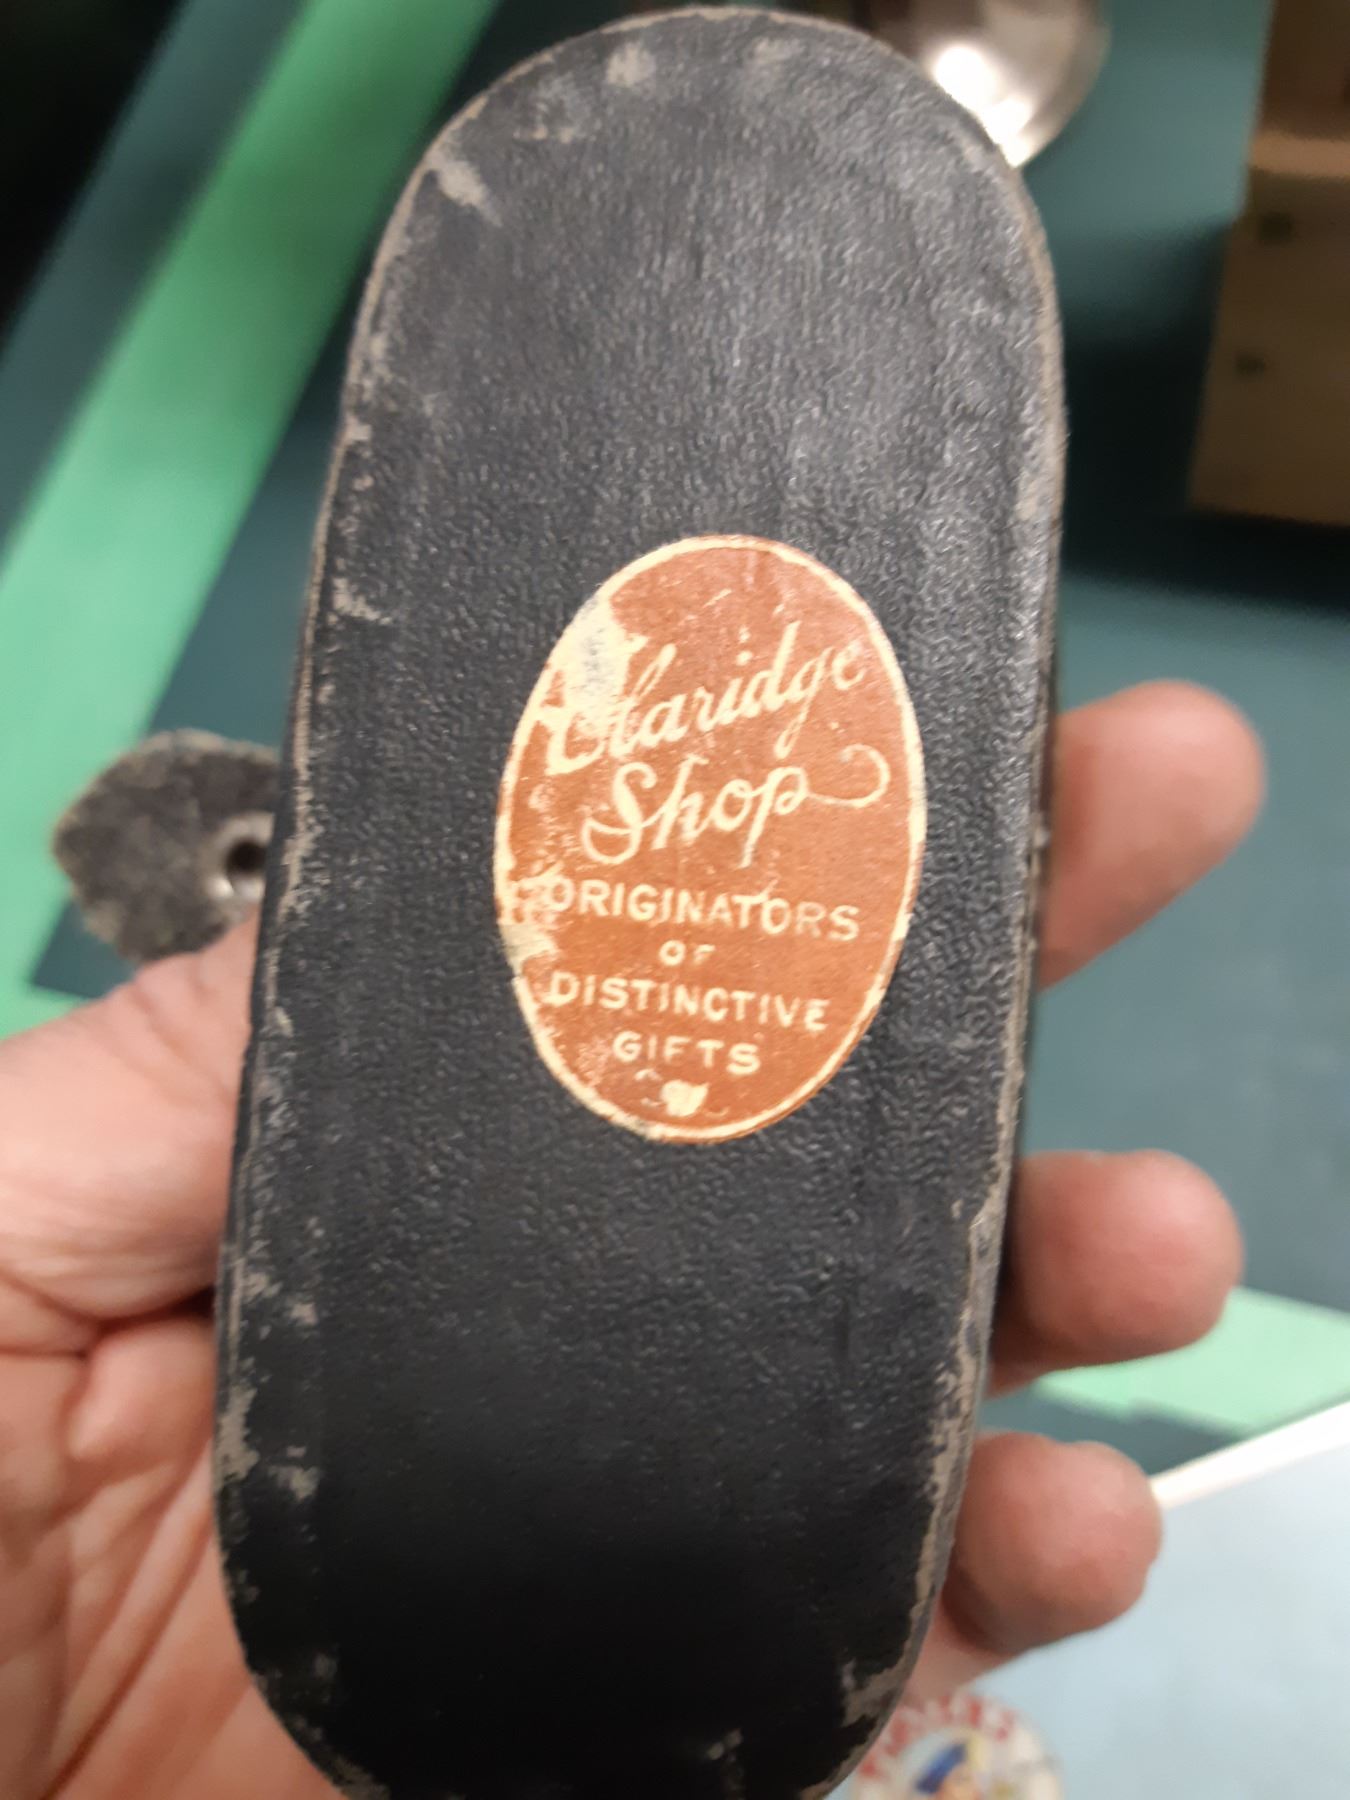 Claridge
Shop
ORIGINATORS
OF
DISTINCTIVE
GIFTS